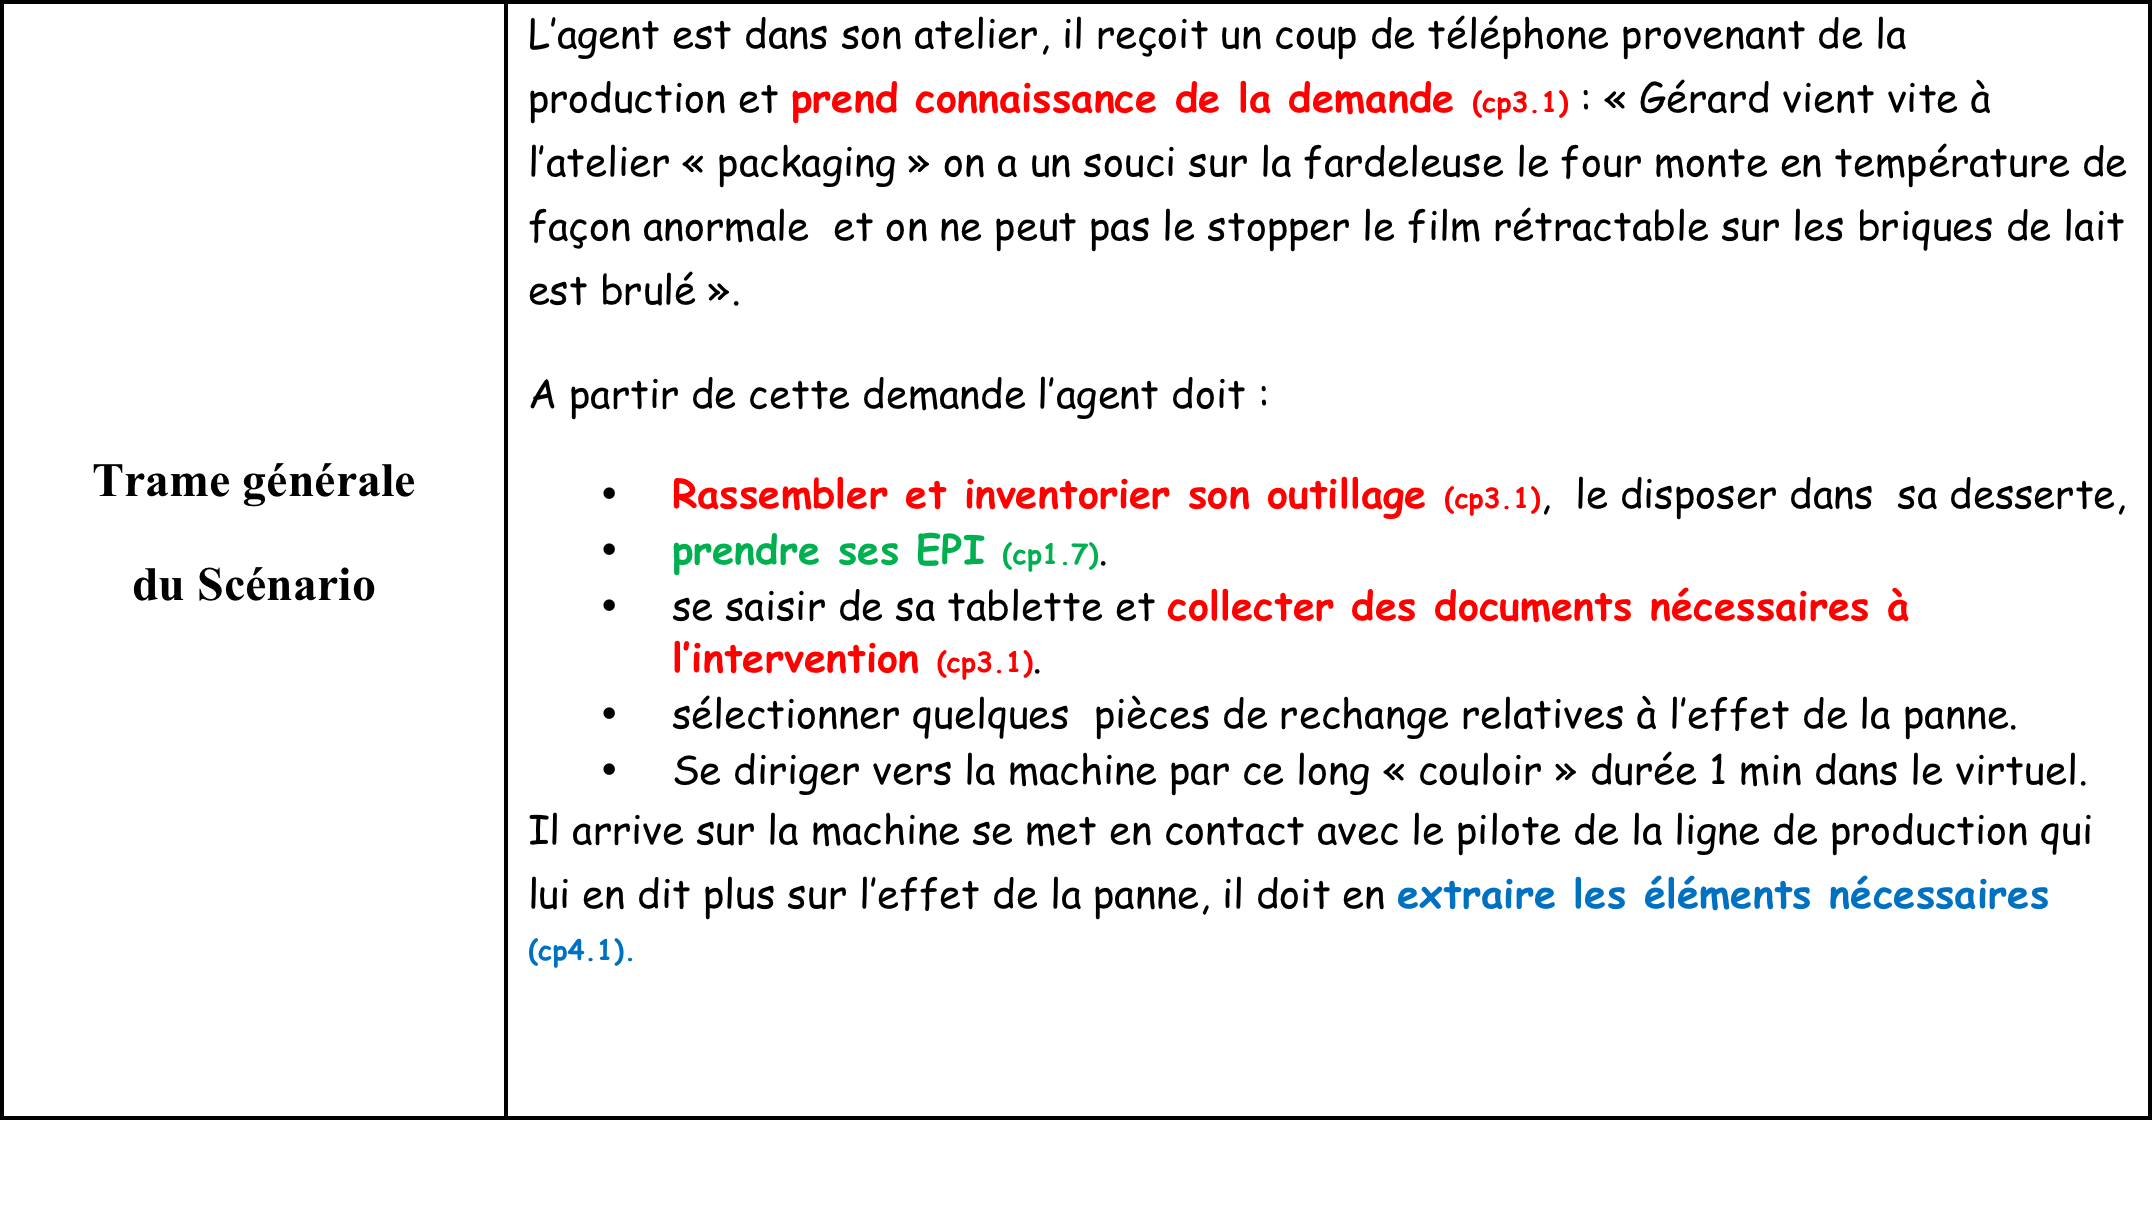 Trame générale
du Scénario
L’agent est dans son atelier, il reçoit un coup de téléphone provenant de la
production et prend connaissance de la demande (cp3.1) : « Gérard vient vite à
l’atelier « packaging » on a un souci sur la fardeleuse le four monte en température de
façon anormale  et on ne peut pas le stopper le film rétractable sur les briques de lait
est brulé ».
A partir de cette demande l’agent doit :
• Rassembler et inventorier son outillage (cp3.1),  le disposer dans  sa desserte,
• prendre ses EPI (cp1.7).
• se saisir de sa tablette et collecter des documents nécessaires à
l’intervention (cp3.1).
• sélectionner quelques  pièces de rechange relatives à l’effet de la panne.
• Se diriger vers la machine par ce long « couloir » durée 1 min dans le virtuel.
Il arrive sur la machine se met en contact avec le pilote de la ligne de production qui
lui en dit plus sur l’effet de la panne, il doit en extraire les éléments nécessaires
(cp4.1).